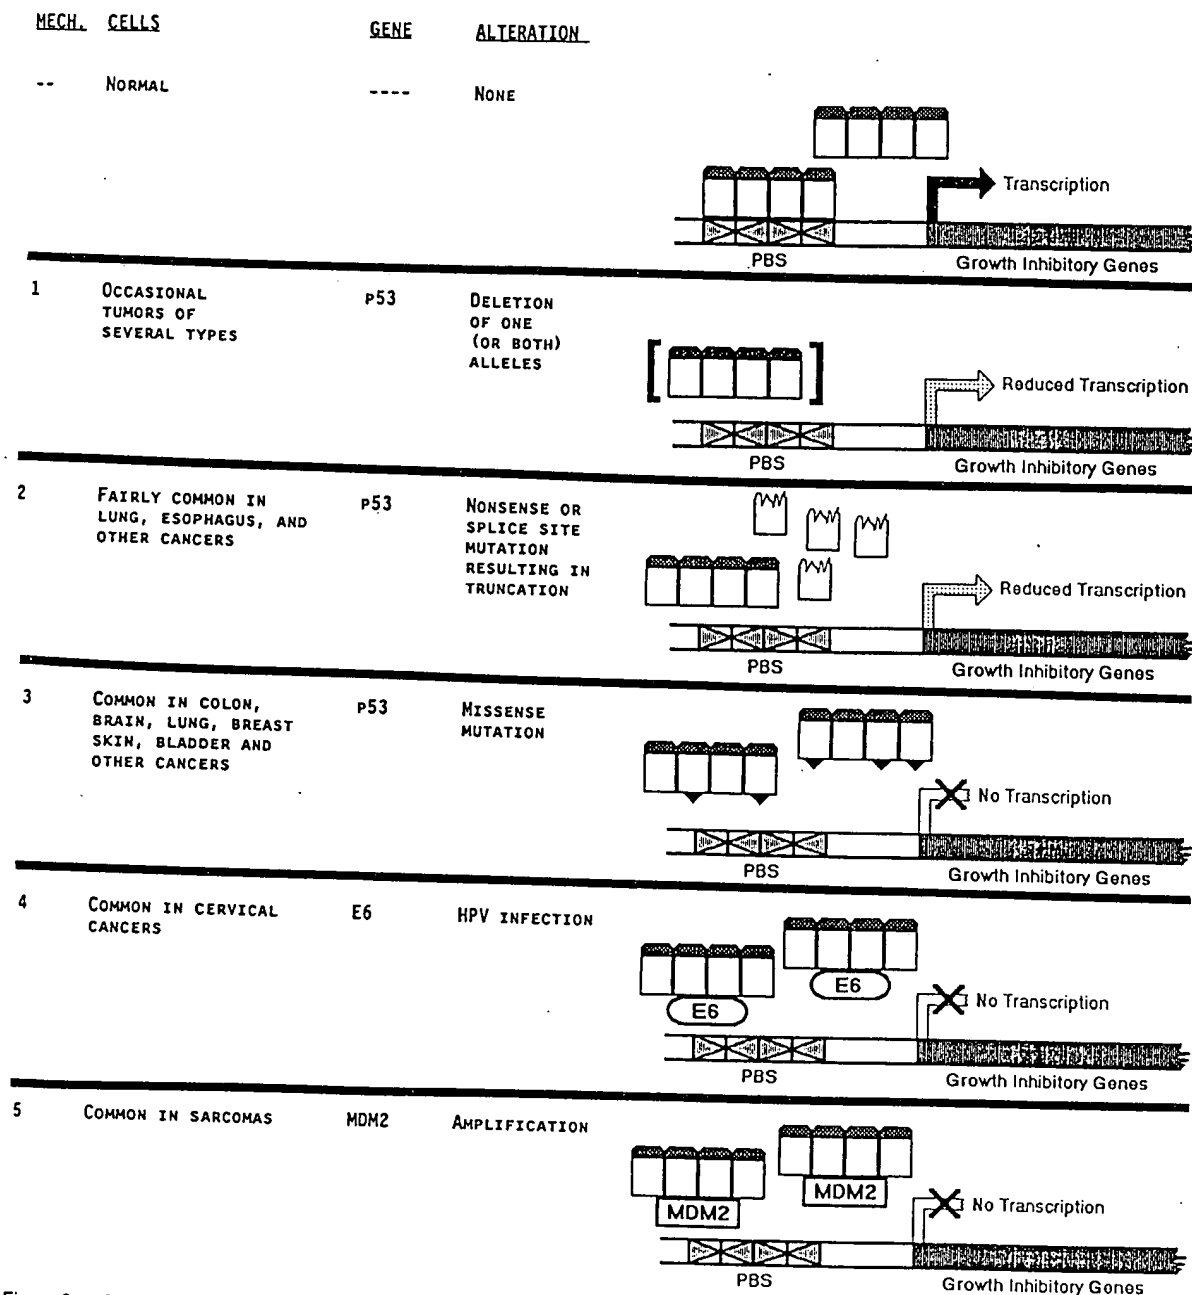 MECH. CELLS GENE ALTERATION
-- NORMAL ---- NONE
Transcription
PBS
Growth Inhibitory Genes
1 OCCASIONAL TUMORS OF SEVERAL TYPES p53 DELETION OF ONE (OR BOTH) ALLELES
Reduced Transcription
PBS
Growth Inhibitory Genes
2 FAIRLY COMMON IN LUNG, ESOPHAGUS, AND OTHER CANCERS p53 NONSENSE OR SPLICE SITE MUTATION RESULTING IN TRUNCATION
Reduced Transcription
PBS
Growth Inhibitory Genes
3 COMMON IN COLON, BRAIN, LUNG, BREAST SKIN, BLADDER AND OTHER CANCERS p53 MISSENSE MUTATION
No Transcription
PBS
Growth Inhibitory Genes
4 COMMON IN CERVICAL CANCERS E6 HPV INFECTION
E6
E6
No Transcription
PBS
Growth Inhibitory Genes
5 COMMON IN SARCOMAS MDM2 AMPLIFICATION
MDM2
MDM2
No Transcription
PBS
Growth Inhibitory Genes